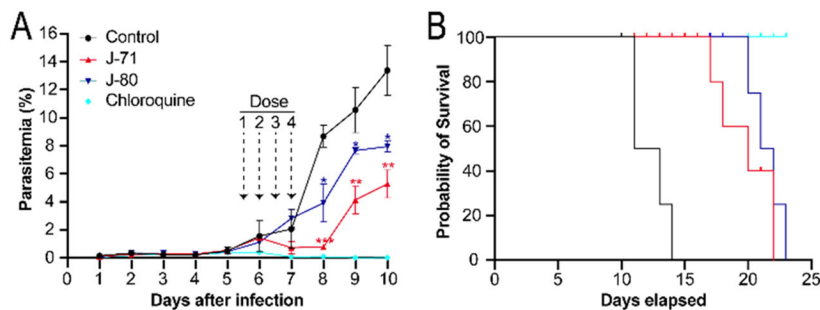 A
Parasitemia (%)
16
14
12
10
8
6
4
2
0
Control
J-71
J-80
Chloroquine
Dose
1 2 3 4
*
*
*
**
**
***
0 1 2 3 4 5 6 7 8 9 10
Days after infection
B
Probability of Survival
100
80
60
40
20
0
0 5 10 15 20 25
Days elapsed